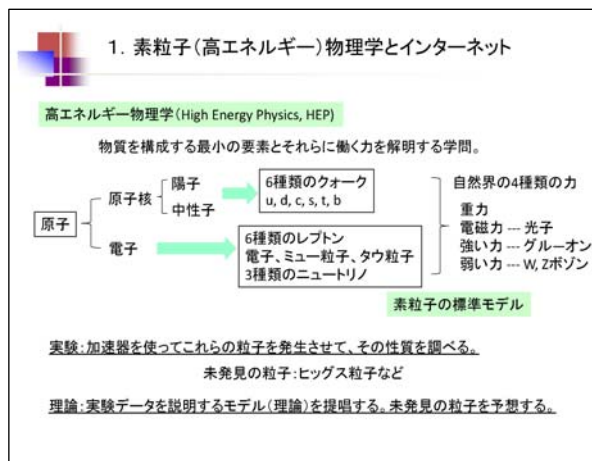 1. 素粒子(高エネルギー)物理学とインターネット
高エネルギー物理学(High Energy Physics, HEP)
物質を構成する最小の要素とそれらに働く力を解明する学問。
原子
原子核
陽子
中性子
電子
6種類のクォーク
u, d, c, s, t, b
6種類のレプトン
電子、ミュー粒子、タウ粒子
3種類のニュートリノ
自然界の4種類の力
重力
電磁力 --- 光子
強い力 --- グルーオン
弱い力 --- W, Zボゾン
素粒子の標準モデル
実験:加速器を使ってこれらの粒子を発生させて、その性質を調べる。
未発見の粒子:ヒッグス粒子など
理論:実験データを説明するモデル(理論)を提唱する。未発見の粒子を予想する。